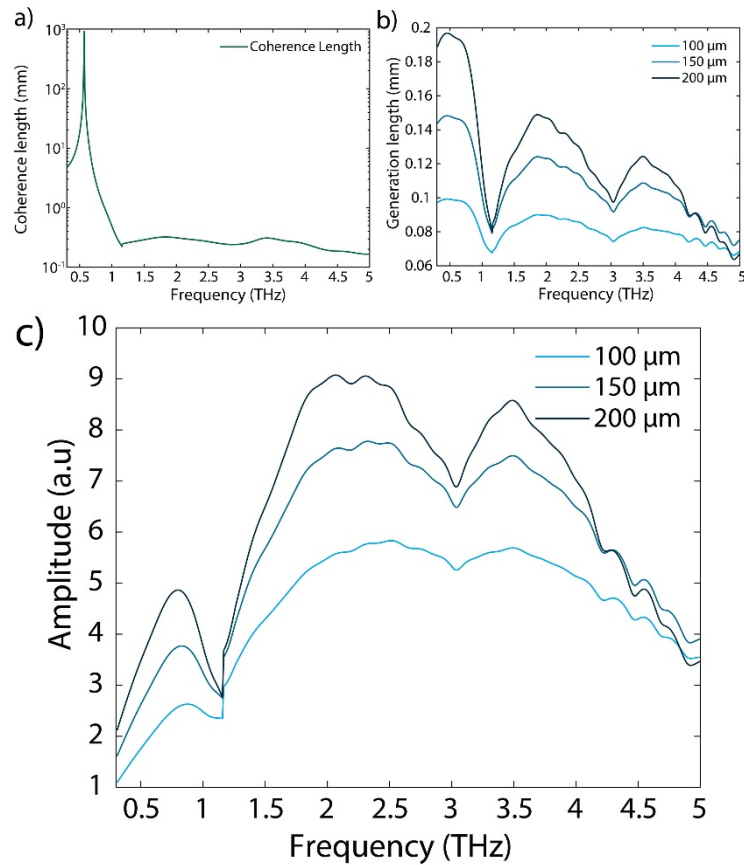 a)
10³
10²
10¹
10⁰
10⁻¹
Coherence length (mm)
Coherence Length
0.5 1 1.5 2 2.5 3 3.5 4 4.5 5
Frequency (THz)
b)
0.2
0.18
0.16
0.14
0.12
0.1
0.08
0.06
Generation length (mm)
100 μm
150 μm
200 μm
0.5 1 1.5 2 2.5 3 3.5 4 4.5 5
Frequency (THz)
c)
10
9
8
7
6
5
4
3
2
1
Amplitude (a.u)
100 μm
150 μm
200 μm
0.5 1 1.5 2 2.5 3 3.5 4 4.5 5
Frequency (THz)